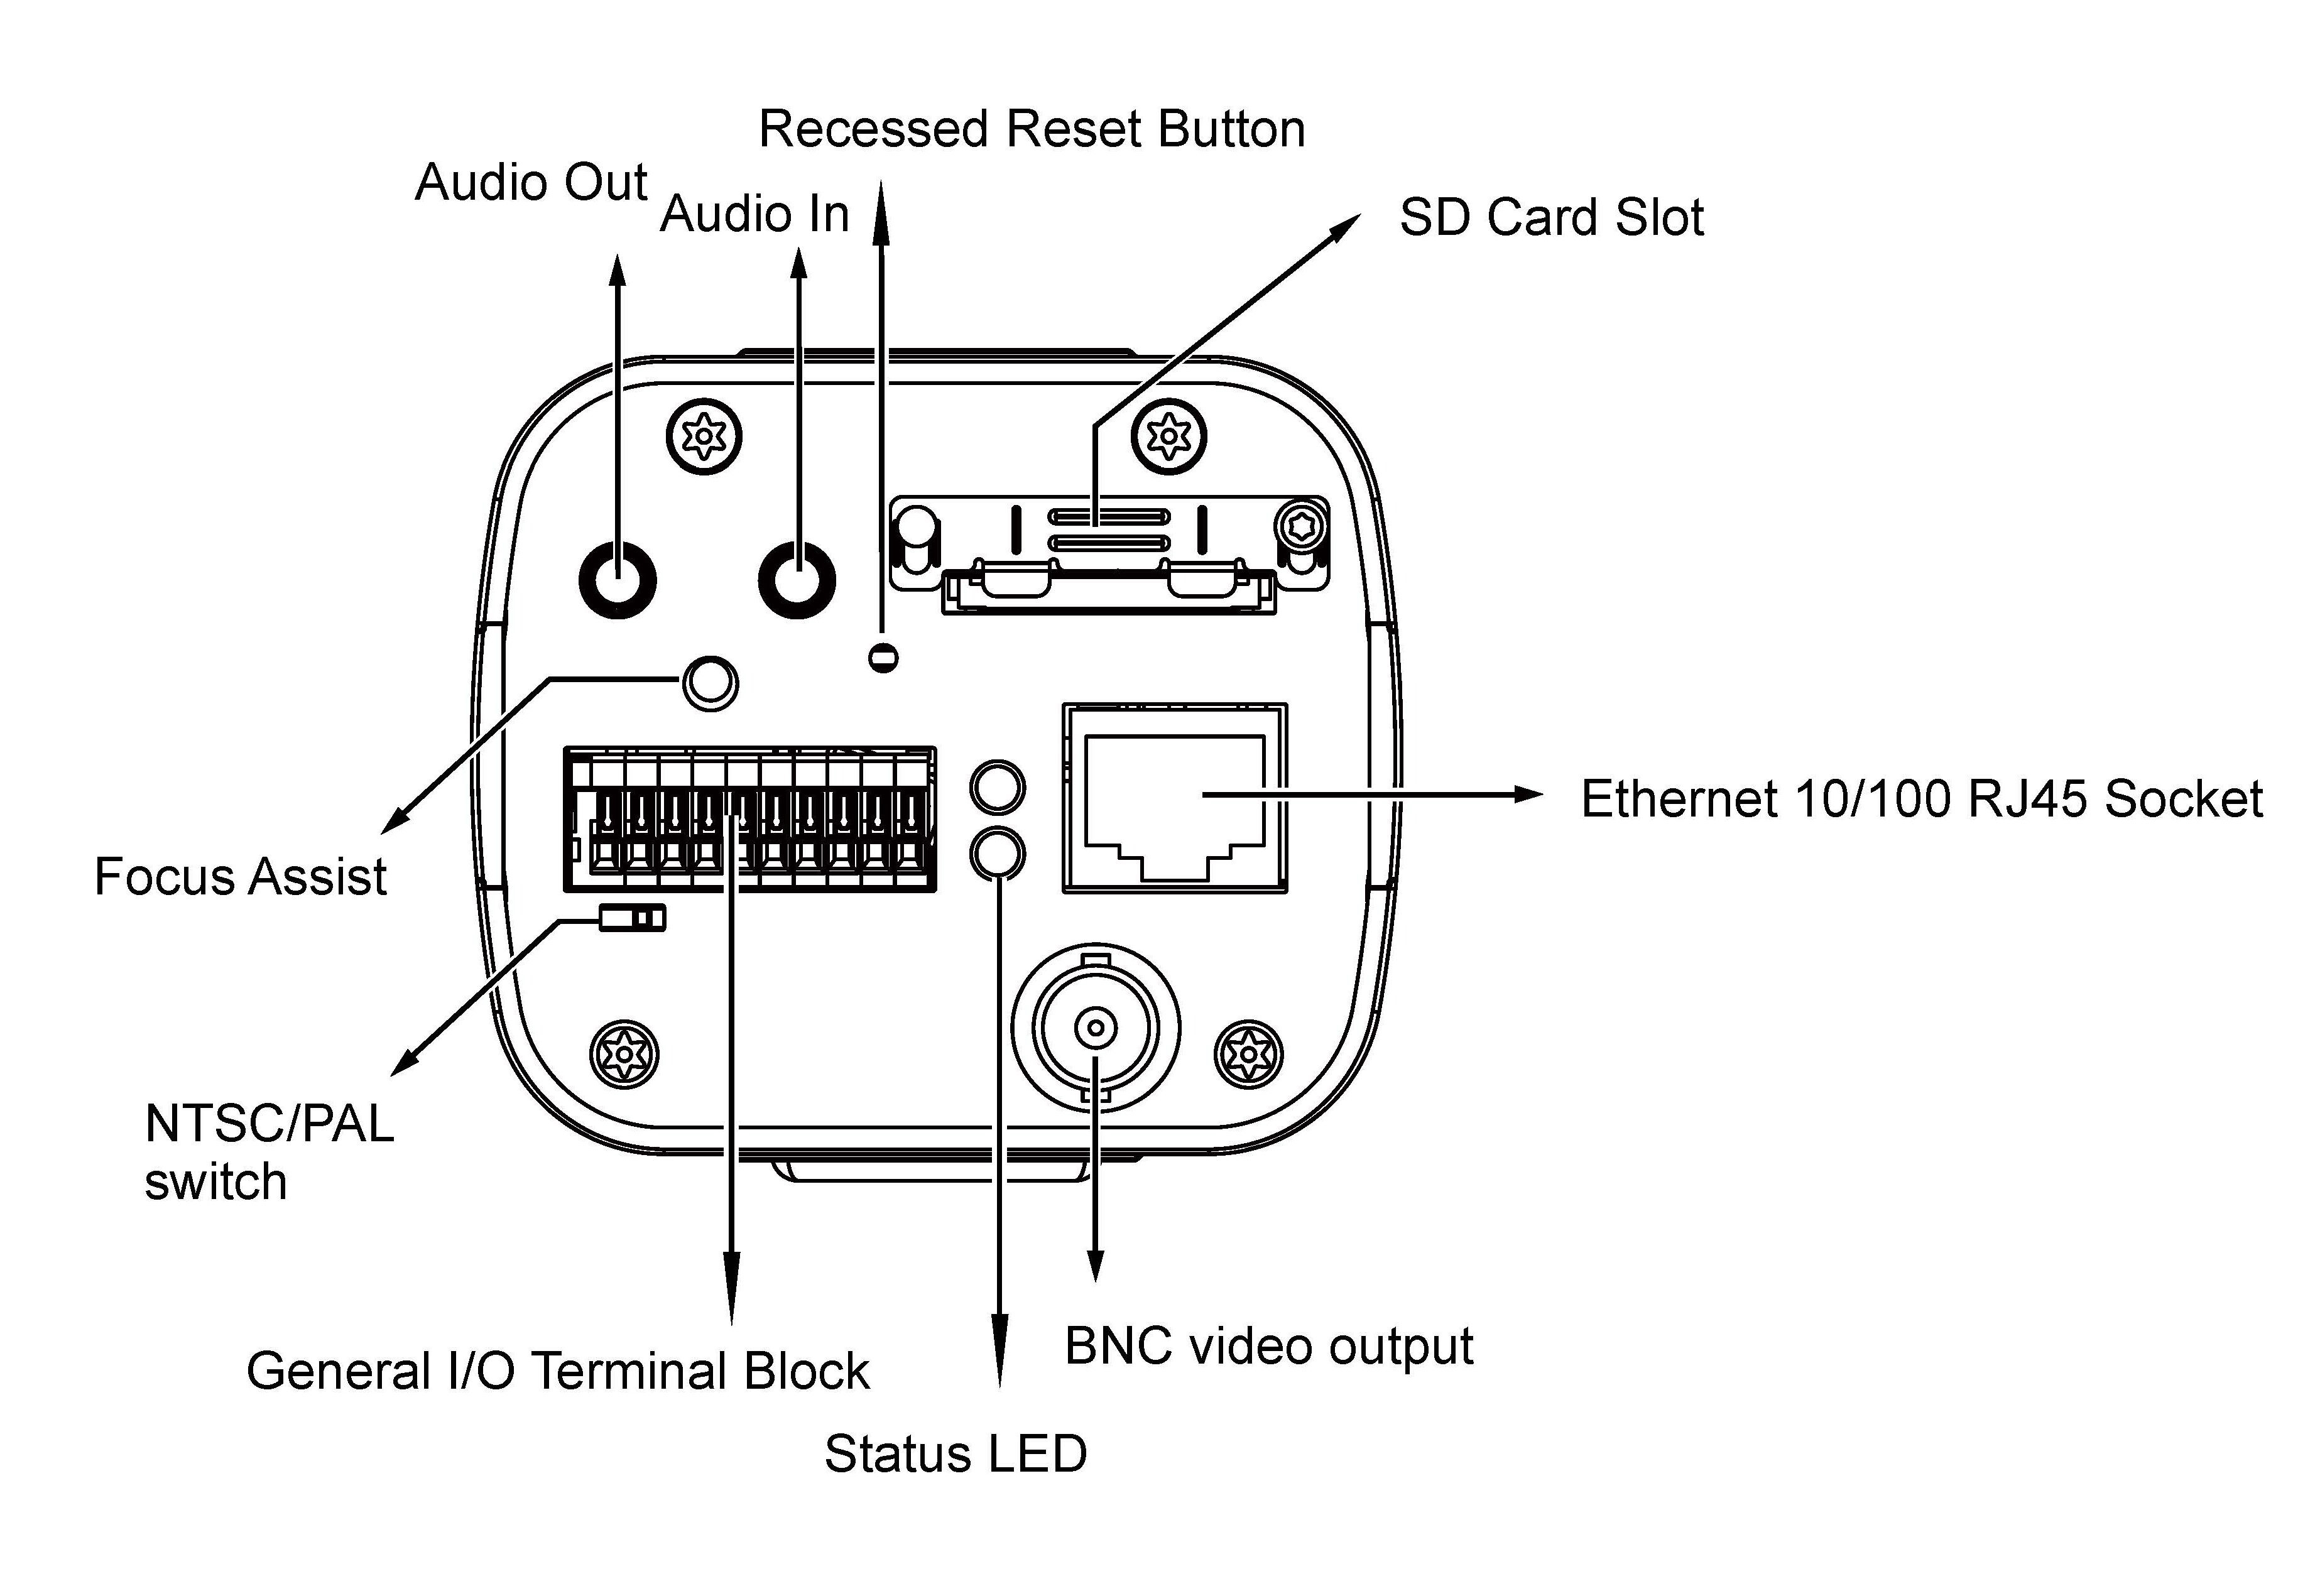 Recessed Reset Button
Audio Out
Audio In
SD Card Slot
Ethernet 10/100 RJ45 Socket
Focus Assist
NTSC/PAL
switch
BNC video output
General I/O Terminal Block
Status LED